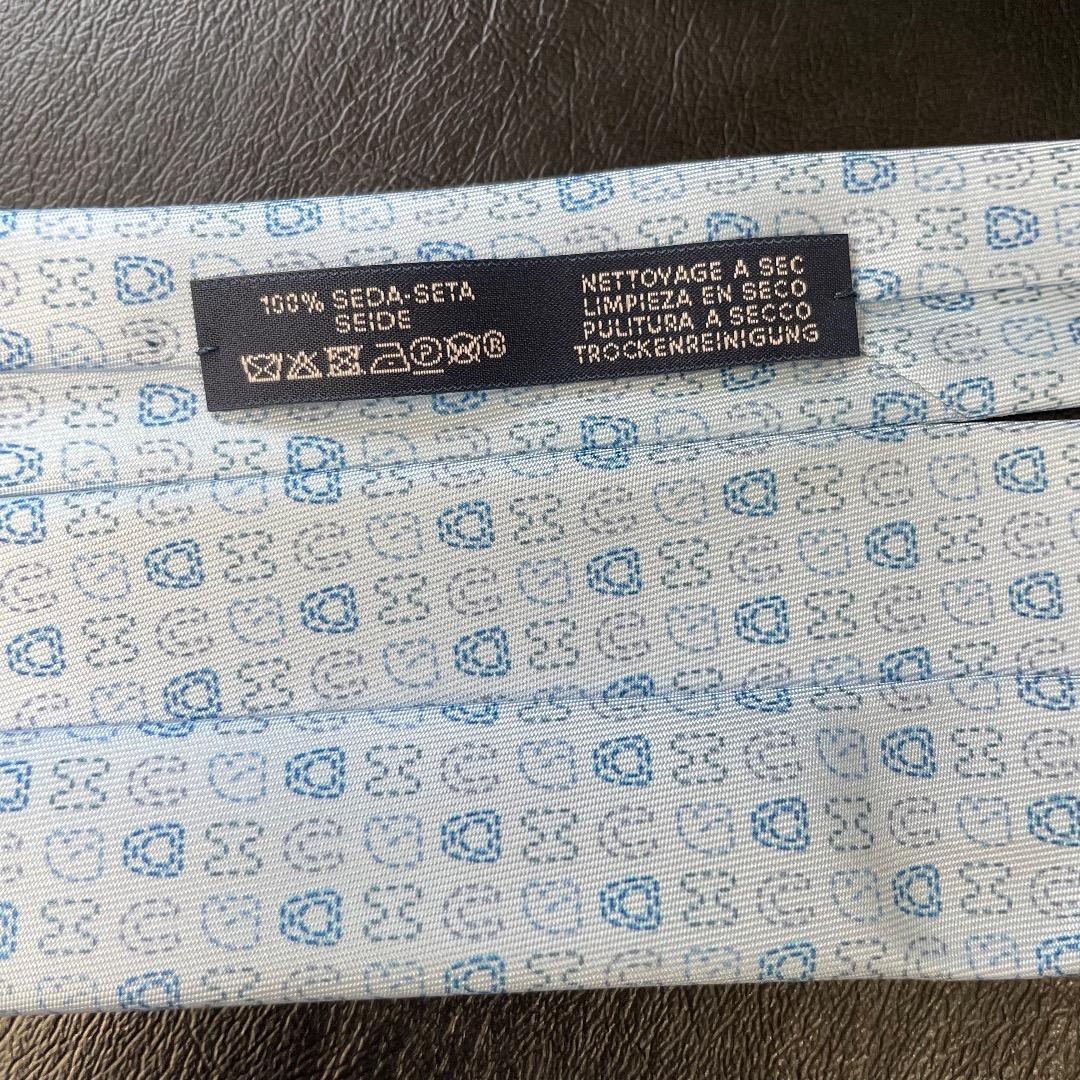 100% SEDA-SETA
SEIDE
P ®
NETTOYAGE A SEC
LIMPIEZA EN SECO
PULITURA A SECCO
TROCKENREINIGUNG